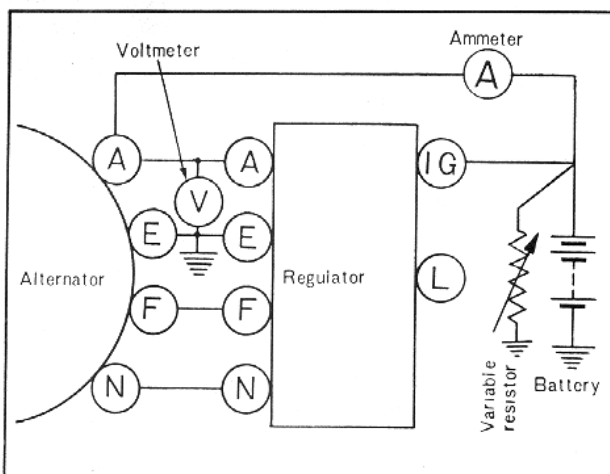 Ammeter
Voltmeter
A
A
A
IG
V
E
E
L
Alternator
Regulator
F
F
N
N
Variable
resistor
Battery